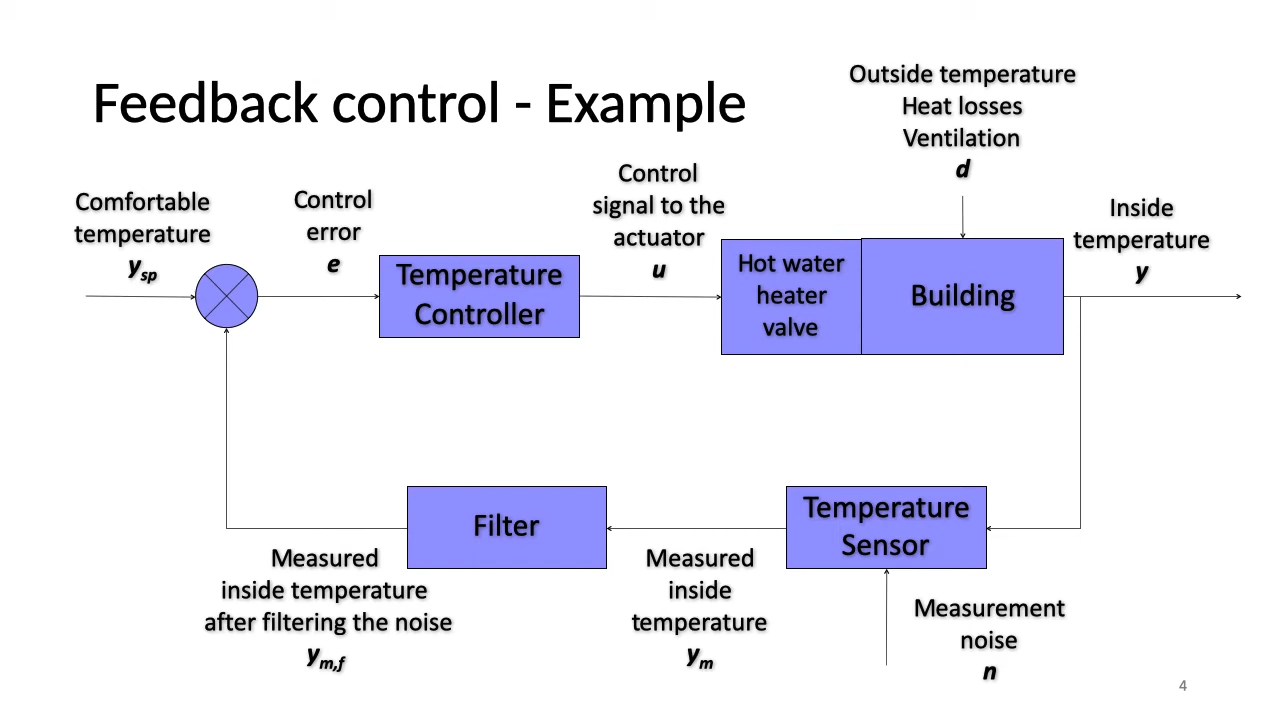 Feedback control - Example
Outside temperature
Heat losses
Ventilation
d
Comfortable
temperature
ysp
Control
error
e
Temperature
Controller
Control
signal to the
actuator
u
Hot water
heater
valve
Building
Inside
temperature
y
Filter
Temperature
Sensor
Measured
inside temperature
after filtering the noise
ym,f
Measured
inside
temperature
ym
Measurement
noise
n
4